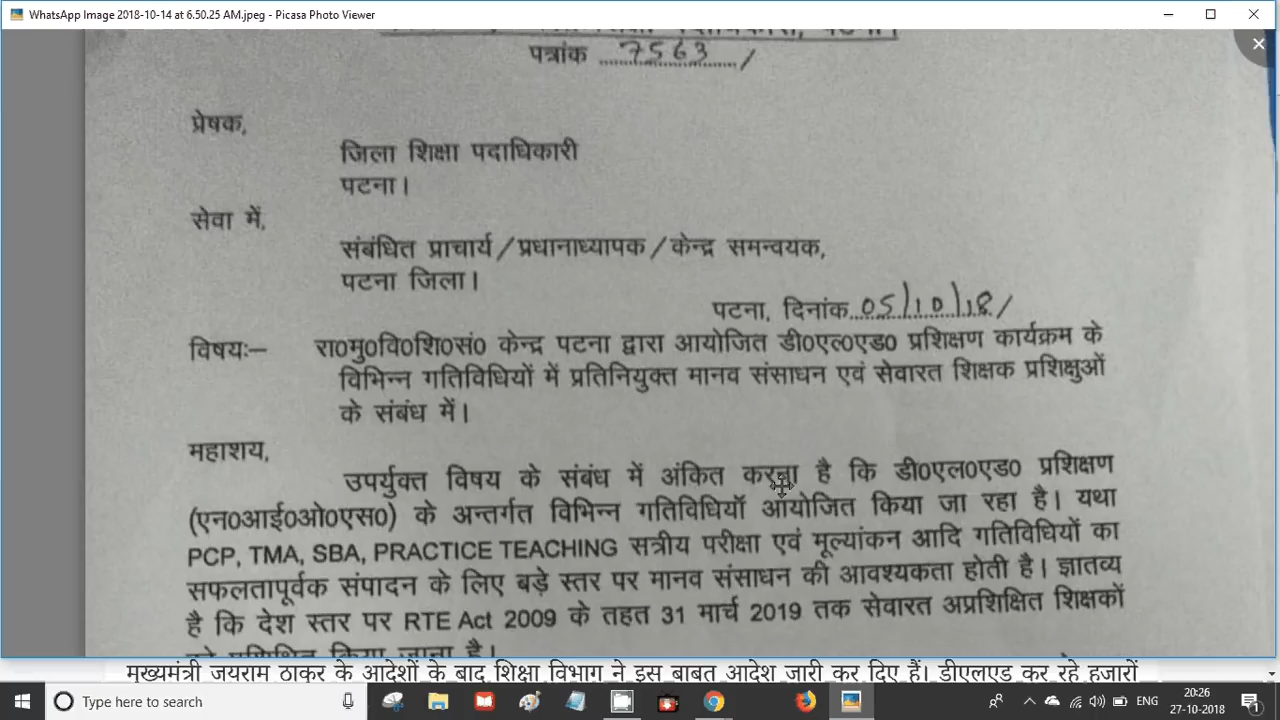 WhatsApp Image 2018-10-14 at 6.50.25 AM.jpeg - Picasa Photo Viewer
पत्रांक ...7563.../
प्रेषक,
जिला शिक्षा पदाधिकारी
पटना।
सेवा में,
संबंधित प्राचार्य/प्रधानाध्यापक/केन्द्र समन्वयक,
पटना जिला।
पटना, दिनांक...05/10/18/
विषयः– रा0मु0वि0शि0सं0 केन्द्र पटना द्वारा आयोजित डी0एल0एड0 प्रशिक्षण कार्यक्रम के
विभिन्न गतिविधियों में प्रतिनियुक्त मानव संसाधन एवं सेवारत शिक्षक प्रशिक्षुओं
के संबंध में।
महाशय,
उपर्युक्त विषय के संबंध में अंकित करना है कि डी0एल0एड0 प्रशिक्षण
(एन0आई0ओ0एस0) के अन्तर्गत विभिन्न गतिविधियॉ आयोजित किया जा रहा है। यथा
PCP, TMA, SBA, PRACTICE TEACHING सत्रीय परीक्षा एवं मूल्यांकन आदि गतिविधियों का
सफलतापूर्वक संपादन के लिए बड़े स्तर पर मानव संसाधन की आवश्यकता होती है। ज्ञातव्य
है कि देश स्तर पर RTE Act 2009 के तहत 31 मार्च 2019 तक सेवारत अप्रशिक्षित शिक्षकों
को प्रशिक्षित किया जाना है।
मुख्यमंत्री जयराम ठाकुर के आदेशों के बाद शिक्षा विभाग ने इस बाबत आदेश जारी कर दिए हैं। डीएलएड कर रहे हजारों
Type here to search
ENG
20:26
27-10-2018
1